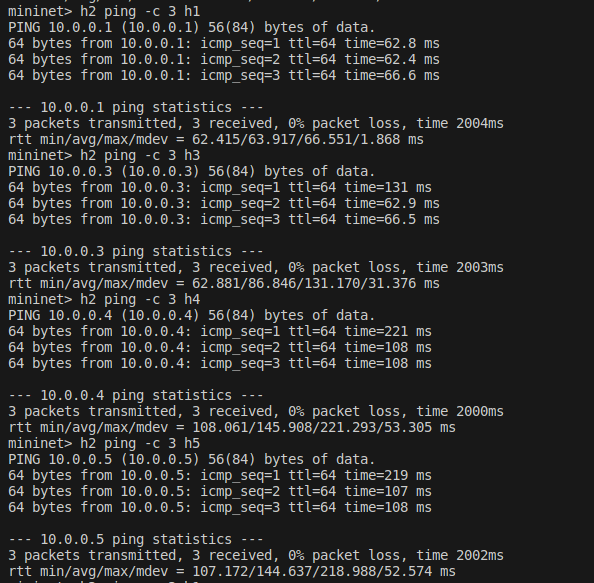 mininet> h2 ping -c 3 h1
PING 10.0.0.1 (10.0.0.1) 56(84) bytes of data.
64 bytes from 10.0.0.1: icmp_seq=1 ttl=64 time=62.8 ms
64 bytes from 10.0.0.1: icmp_seq=2 ttl=64 time=62.4 ms
64 bytes from 10.0.0.1: icmp_seq=3 ttl=64 time=66.6 ms

--- 10.0.0.1 ping statistics ---
3 packets transmitted, 3 received, 0% packet loss, time 2004ms
rtt min/avg/max/mdev = 62.415/63.917/66.551/1.868 ms
mininet> h2 ping -c 3 h3
PING 10.0.0.3 (10.0.0.3) 56(84) bytes of data.
64 bytes from 10.0.0.3: icmp_seq=1 ttl=64 time=131 ms
64 bytes from 10.0.0.3: icmp_seq=2 ttl=64 time=62.9 ms
64 bytes from 10.0.0.3: icmp_seq=3 ttl=64 time=66.5 ms

--- 10.0.0.3 ping statistics ---
3 packets transmitted, 3 received, 0% packet loss, time 2003ms
rtt min/avg/max/mdev = 62.881/86.846/131.170/31.376 ms
mininet> h2 ping -c 3 h4
PING 10.0.0.4 (10.0.0.4) 56(84) bytes of data.
64 bytes from 10.0.0.4: icmp_seq=1 ttl=64 time=221 ms
64 bytes from 10.0.0.4: icmp_seq=2 ttl=64 time=108 ms
64 bytes from 10.0.0.4: icmp_seq=3 ttl=64 time=108 ms

--- 10.0.0.4 ping statistics ---
3 packets transmitted, 3 received, 0% packet loss, time 2000ms
rtt min/avg/max/mdev = 108.061/145.908/221.293/53.305 ms
mininet> h2 ping -c 3 h5
PING 10.0.0.5 (10.0.0.5) 56(84) bytes of data.
64 bytes from 10.0.0.5: icmp_seq=1 ttl=64 time=219 ms
64 bytes from 10.0.0.5: icmp_seq=2 ttl=64 time=107 ms
64 bytes from 10.0.0.5: icmp_seq=3 ttl=64 time=108 ms

--- 10.0.0.5 ping statistics ---
3 packets transmitted, 3 received, 0% packet loss, time 2002ms
rtt min/avg/max/mdev = 107.172/144.637/218.988/52.574 ms